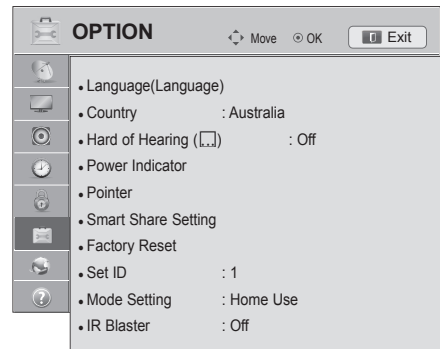 OPTION
Move OK Exit
• Language(Language)
• Country : Australia
• Hard of Hearing ( ) : Off
• Power Indicator
• Pointer
• Smart Share Setting
• Factory Reset
• Set ID : 1
• Mode Setting : Home Use
• IR Blaster : Off